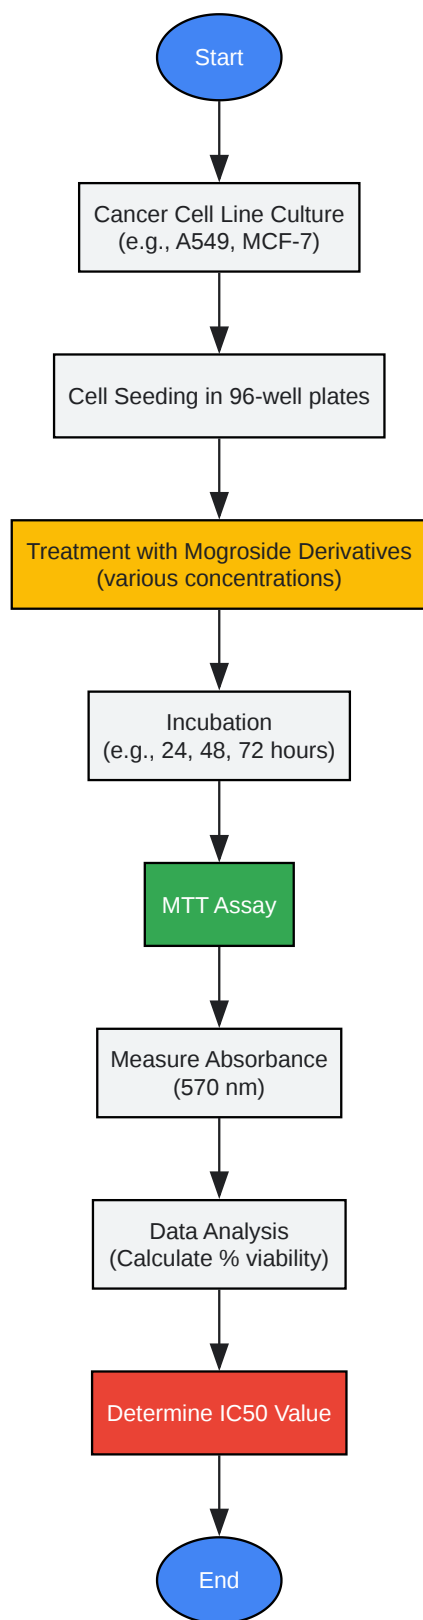 Start
Cancer Cell Line Culture
(e.g., A549, MCF-7)
Cell Seeding in 96-well plates
Treatment with Mogroside Derivatives
(various concentrations)
Incubation
(e.g., 24, 48, 72 hours)
MTT Assay
Measure Absorbance
(570 nm)
Data Analysis
(Calculate % viability)
Determine IC50 Value
End